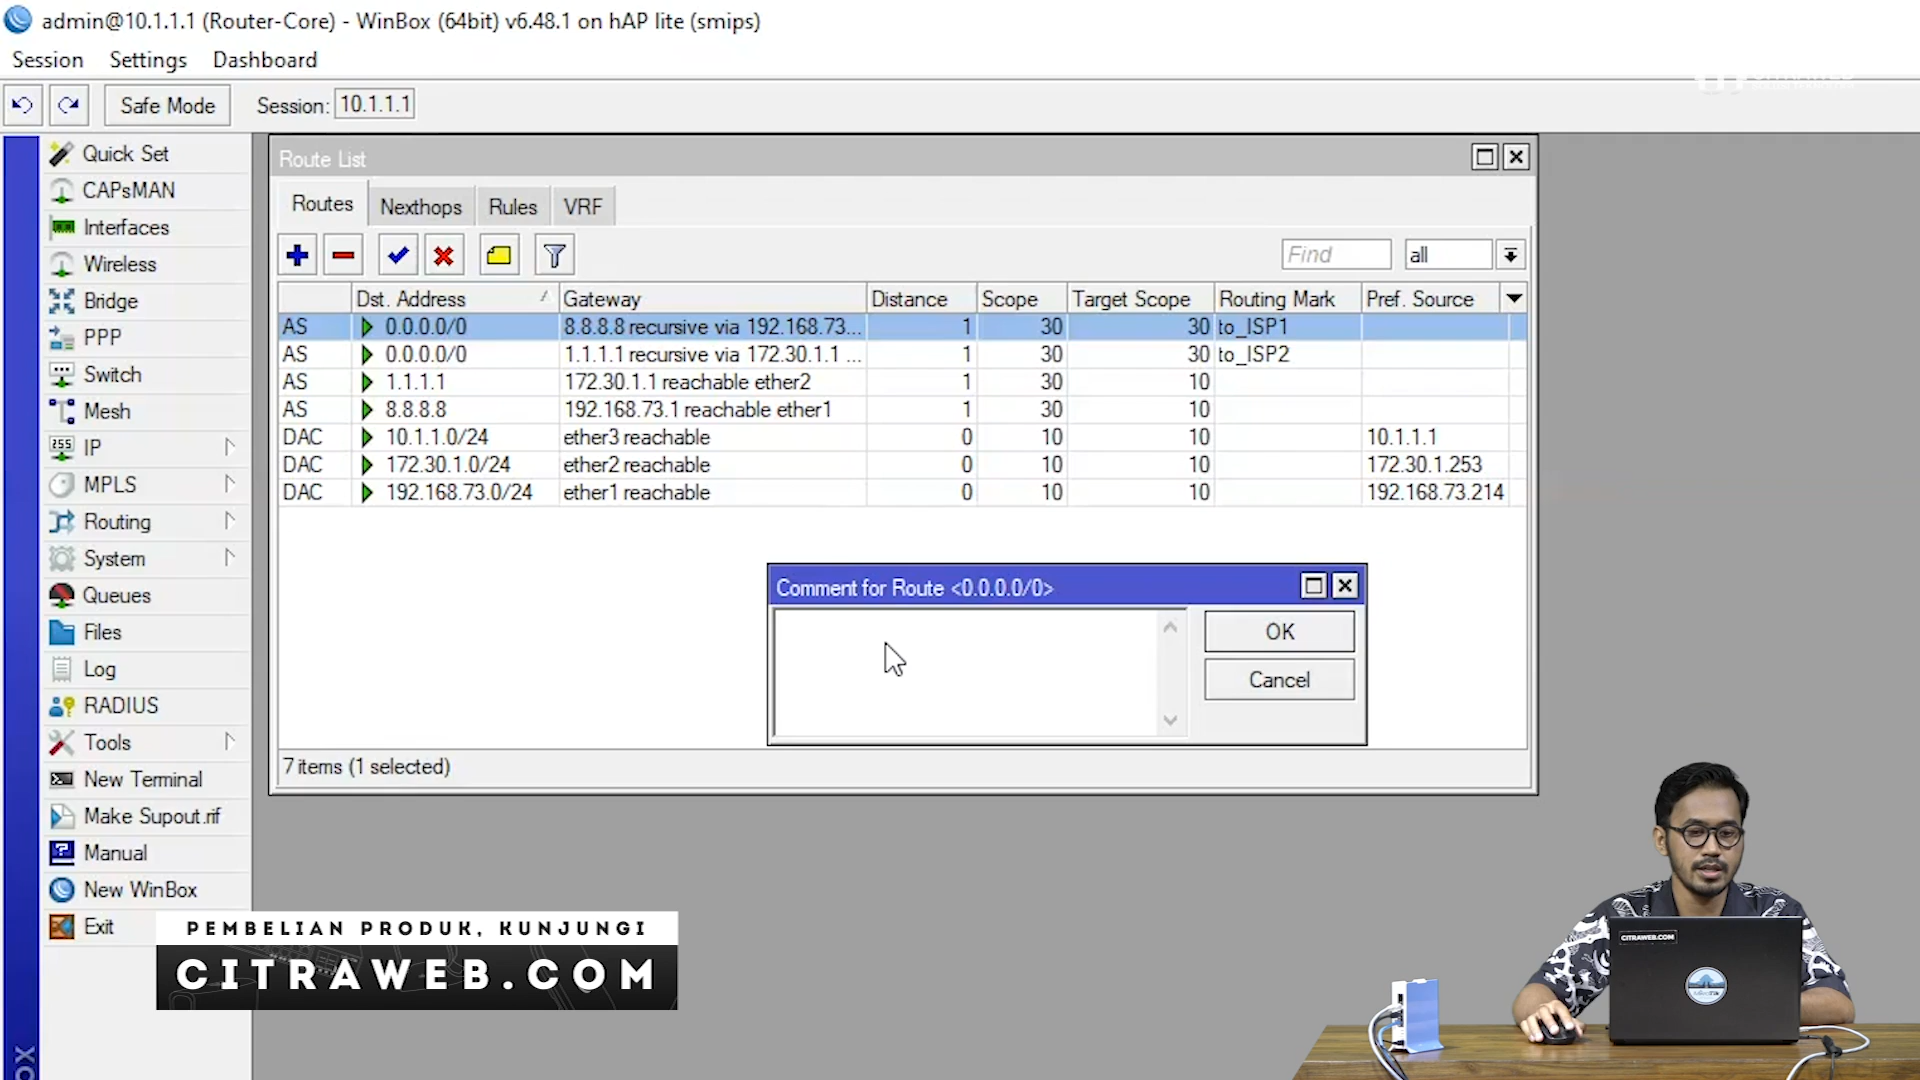 admin@10.1.1.1 (Router-Core) - WinBox (64bit) v6.48.1 on hAP lite (smips)
Session Settings Dashboard
Safe Mode Session: 10.1.1.1
Quick Set
CAPsMAN
Interfaces
Wireless
Bridge
PPP
Switch
Mesh
IP
MPLS
Routing
System
Queues
Files
Log
RADIUS
Tools
New Terminal
Make Supout.rif
Manual
New WinBox
Exit
Route List
Routes Nexthops Rules VRF
Find all
Dst. Address Gateway Distance Scope Target Scope Routing Mark Pref. Source
AS 0.0.0.0/0 8.8.8.8 recursive via 192.168.73... 1 30 30 to_ISP1
AS 0.0.0.0/0 1.1.1.1 recursive via 172.30.1.1 ... 1 30 30 to_ISP2
AS 1.1.1.1 172.30.1.1 reachable ether2 1 30 10
AS 8.8.8.8 192.168.73.1 reachable ether1 1 30 10
DAC 10.1.1.0/24 ether3 reachable 0 10 10 10.1.1.1
DAC 172.30.1.0/24 ether2 reachable 0 10 10 172.30.1.253
DAC 192.168.73.0/24 ether1 reachable 0 10 10 192.168.73.214
Comment for Route <0.0.0.0/0>
OK
Cancel
7 items (1 selected)
PEMBELIAN PRODUK, KUNJUNGI
CITRAWEB.COM
CITRAWEB.COM